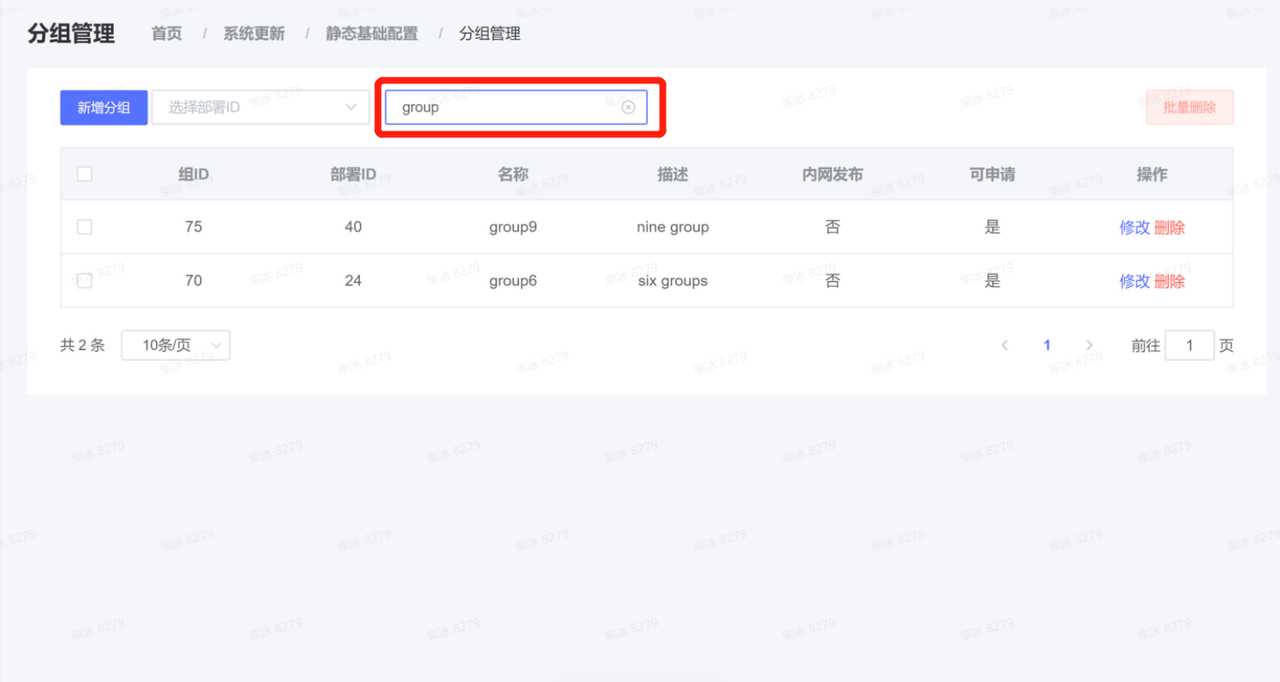 分组管理 首页 / 系统更新 / 静态基础配置 / 分组管理
新增分组 选择部署ID group 批量删除
组ID 部署ID 名称 描述 内网发布 可申请 操作
75 40 group9 nine group 否 是 修改 删除
70 24 group6 six groups 否 是 修改 删除
共 2 条 10条/页 1 前往 1 页